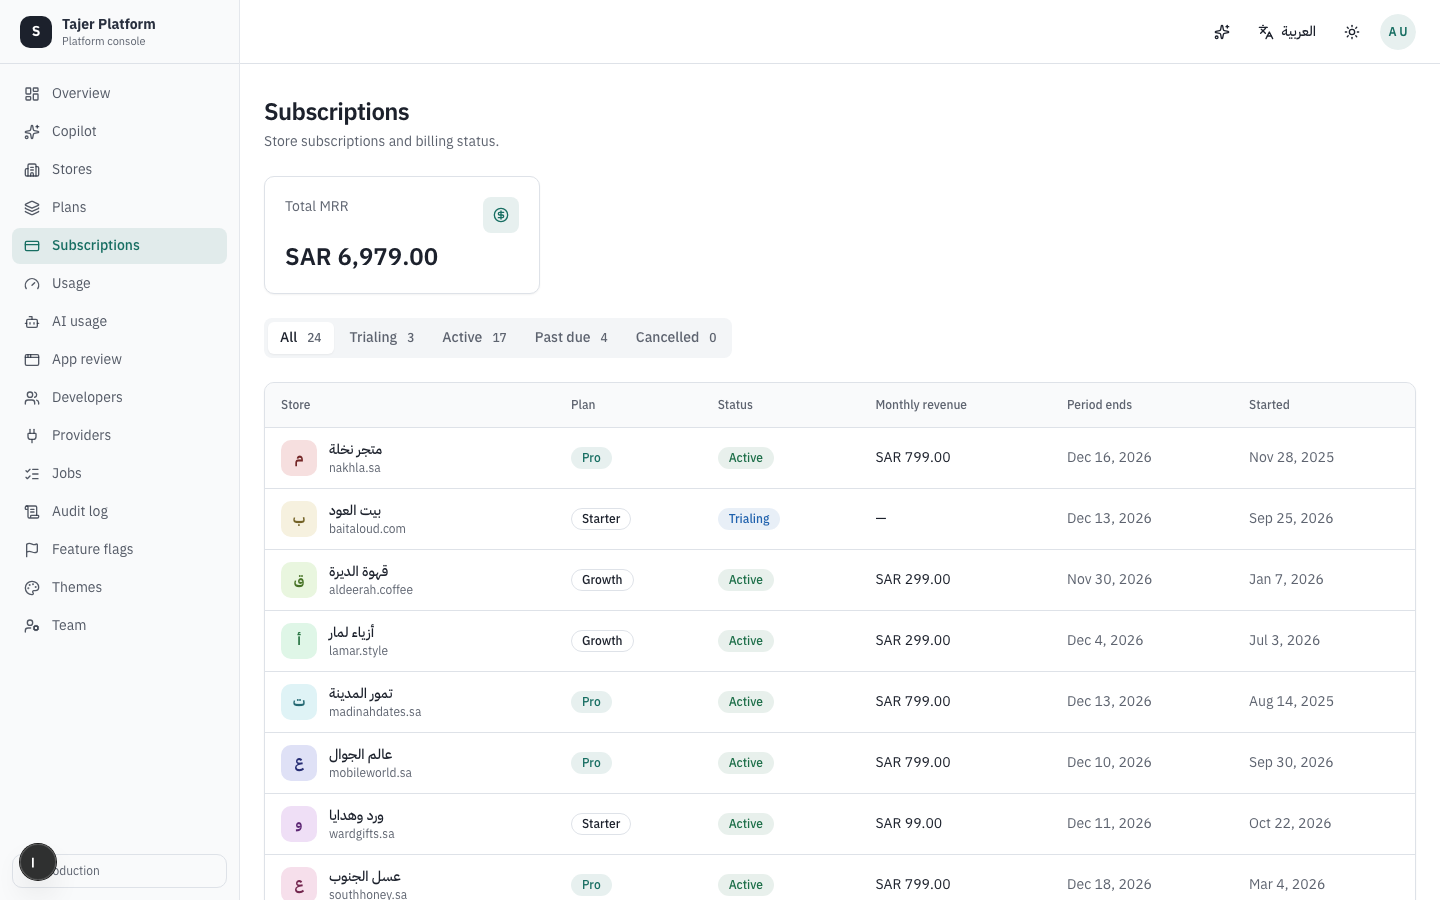 S
Tajer Platform
Platform console
العربية
A U
Overview
Copilot
Stores
Plans
Subscriptions
Usage
AI usage
App review
Developers
Providers
Jobs
Audit log
Feature flags
Themes
Team
oduction
Subscriptions
Store subscriptions and billing status.
Total MRR
SAR 6,979.00
All 24 Trialing 3 Active 17 Past due 4 Cancelled 0
Store Plan Status Monthly revenue Period ends Started
م
متجر نخلة
nakhla.sa
Pro Active SAR 799.00 Dec 16, 2026 Nov 28, 2025
ب
بيت العود
baitaloud.com
Starter Trialing — Dec 13, 2026 Sep 25, 2026
ق
قهوة الديرة
aldeerah.coffee
Growth Active SAR 299.00 Nov 30, 2026 Jan 7, 2026
أ
أزياء لمار
lamar.style
Growth Active SAR 299.00 Dec 4, 2026 Jul 3, 2026
ت
تمور المدينة
madinahdates.sa
Pro Active SAR 799.00 Dec 13, 2026 Aug 14, 2025
ع
عالم الجوال
mobileworld.sa
Pro Active SAR 799.00 Dec 10, 2026 Sep 30, 2026
و
ورد وهدايا
wardgifts.sa
Starter Active SAR 99.00 Dec 11, 2026 Oct 22, 2026
ع
عسل الجنوب
southhoney.sa
Pro Active SAR 799.00 Dec 18, 2026 Mar 4, 2026